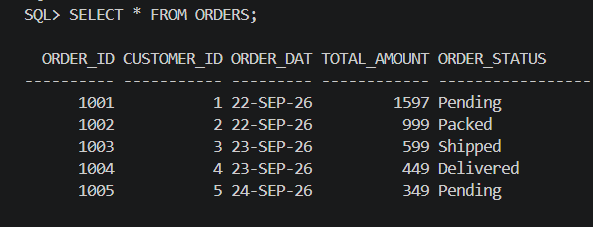 SQL> SELECT * FROM ORDERS;
ORDER_ID CUSTOMER_ID ORDER_DAT TOTAL_AMOUNT ORDER_STATUS
---------- ----------- --------- ------------ -----------------
1001 1 22-SEP-26 1597 Pending
1002 2 22-SEP-26 999 Packed
1003 3 23-SEP-26 599 Shipped
1004 4 23-SEP-26 449 Delivered
1005 5 24-SEP-26 349 Pending